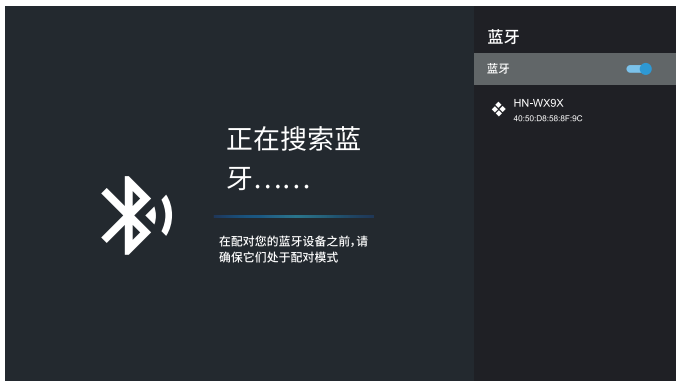 正在搜索蓝
牙……
在配对您的蓝牙设备之前,请
确保它们处于配对模式
蓝牙
蓝牙
HN-WX9X
40:50:D8:58:8F:9C